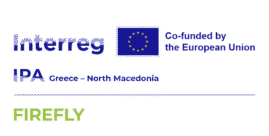 Interreg
Co-funded by
the European Union
IPA Greece – North Macedonia
FIREFLY